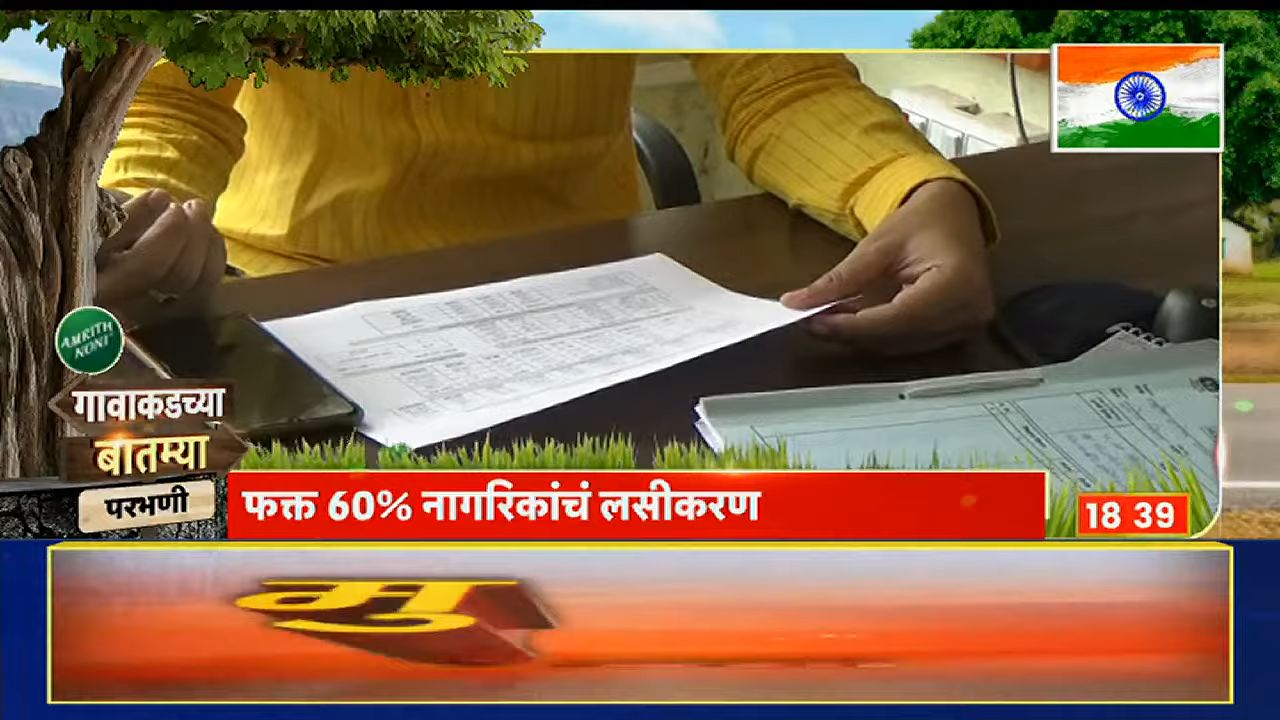 AMRITH
NONI
गावाकडच्या
बातम्या
परभणी
फक्त 60% नागरिकांचं लसीकरण
18 39
मु